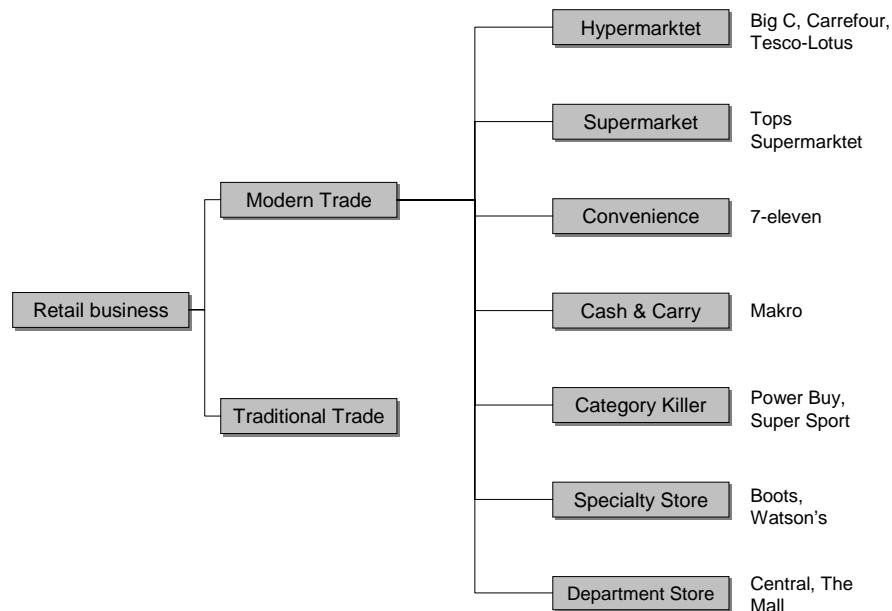 Retail business
Modern Trade
Traditional Trade
Hypermarktet
Big C, Carrefour,
Tesco-Lotus
Supermarket
Tops
Supermarktet
Convenience
7-eleven
Cash & Carry
Makro
Category Killer
Power Buy,
Super Sport
Specialty Store
Boots,
Watson’s
Department Store
Central, The
Mall